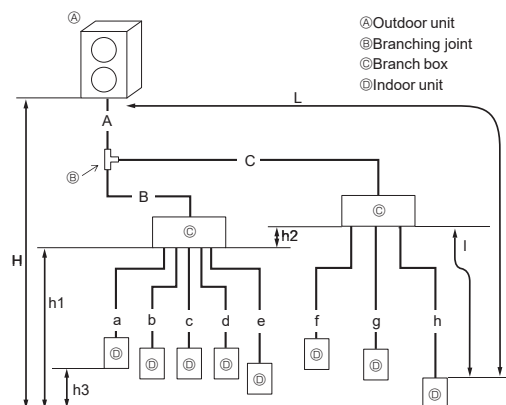 Ⓐ
ⒶOutdoor unit
ⒷBranching joint
ⒸBranch box
ⒹIndoor unit
L
A
Ⓑ
C
B
Ⓒ
Ⓒ
h2
H
h1
l
a
b
c
d
e
f
g
h
Ⓓ
Ⓓ
Ⓓ
Ⓓ
Ⓓ
Ⓓ
Ⓓ
Ⓓ
h3